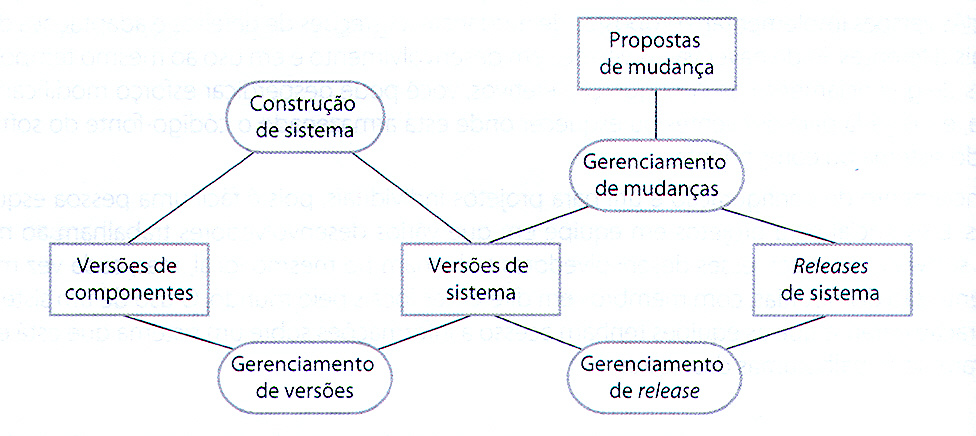 Propostas
de mudança
Construção
de sistema
Gerenciamento
de mudanças
Versões de
componentes
Versões de
sistema
Releases
de sistema
Gerenciamento
de versões
Gerenciamento
de release